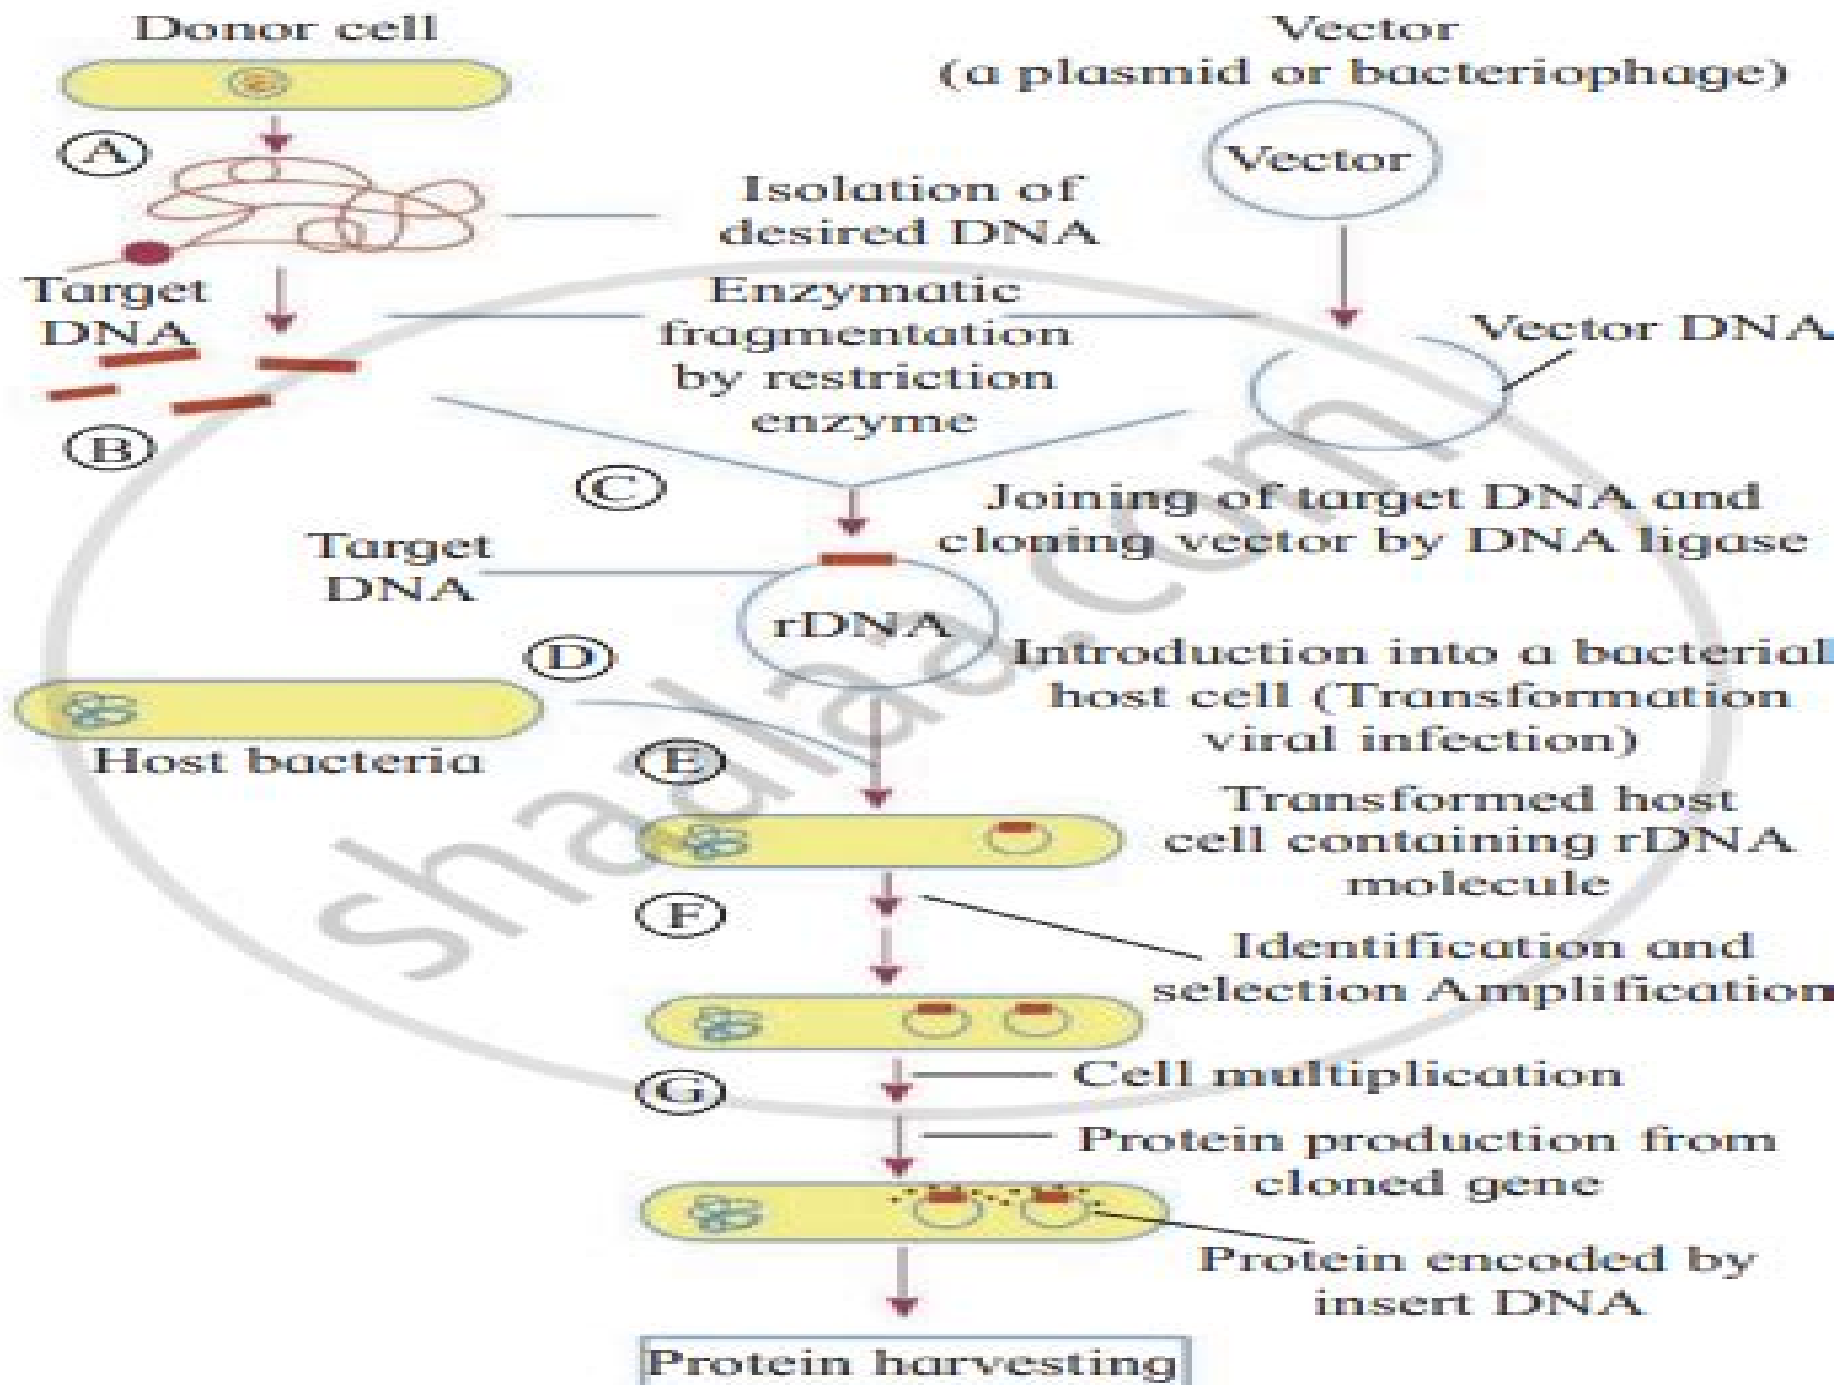 Donor cell
Vector
(a plasmid or bacteriophage)
Vector
A
Isolation of
desired DNA
Target
DNA
Enzymatic
fragmentation
by restriction
enzyme
Vector DNA
B
C
Joining of target DNA and
cloning vector by DNA ligase
Target
DNA
rDNA
D
Introduction into a bacterial
host cell (Transformation
viral infection)
Host bacteria
E
Transformed host
cell containing rDNA
molecule
F
Identification and
selection Amplification
G
Cell multiplication
Protein production from
cloned gene
Protein encoded by
insert DNA
Protein harvesting
shaalaa.com